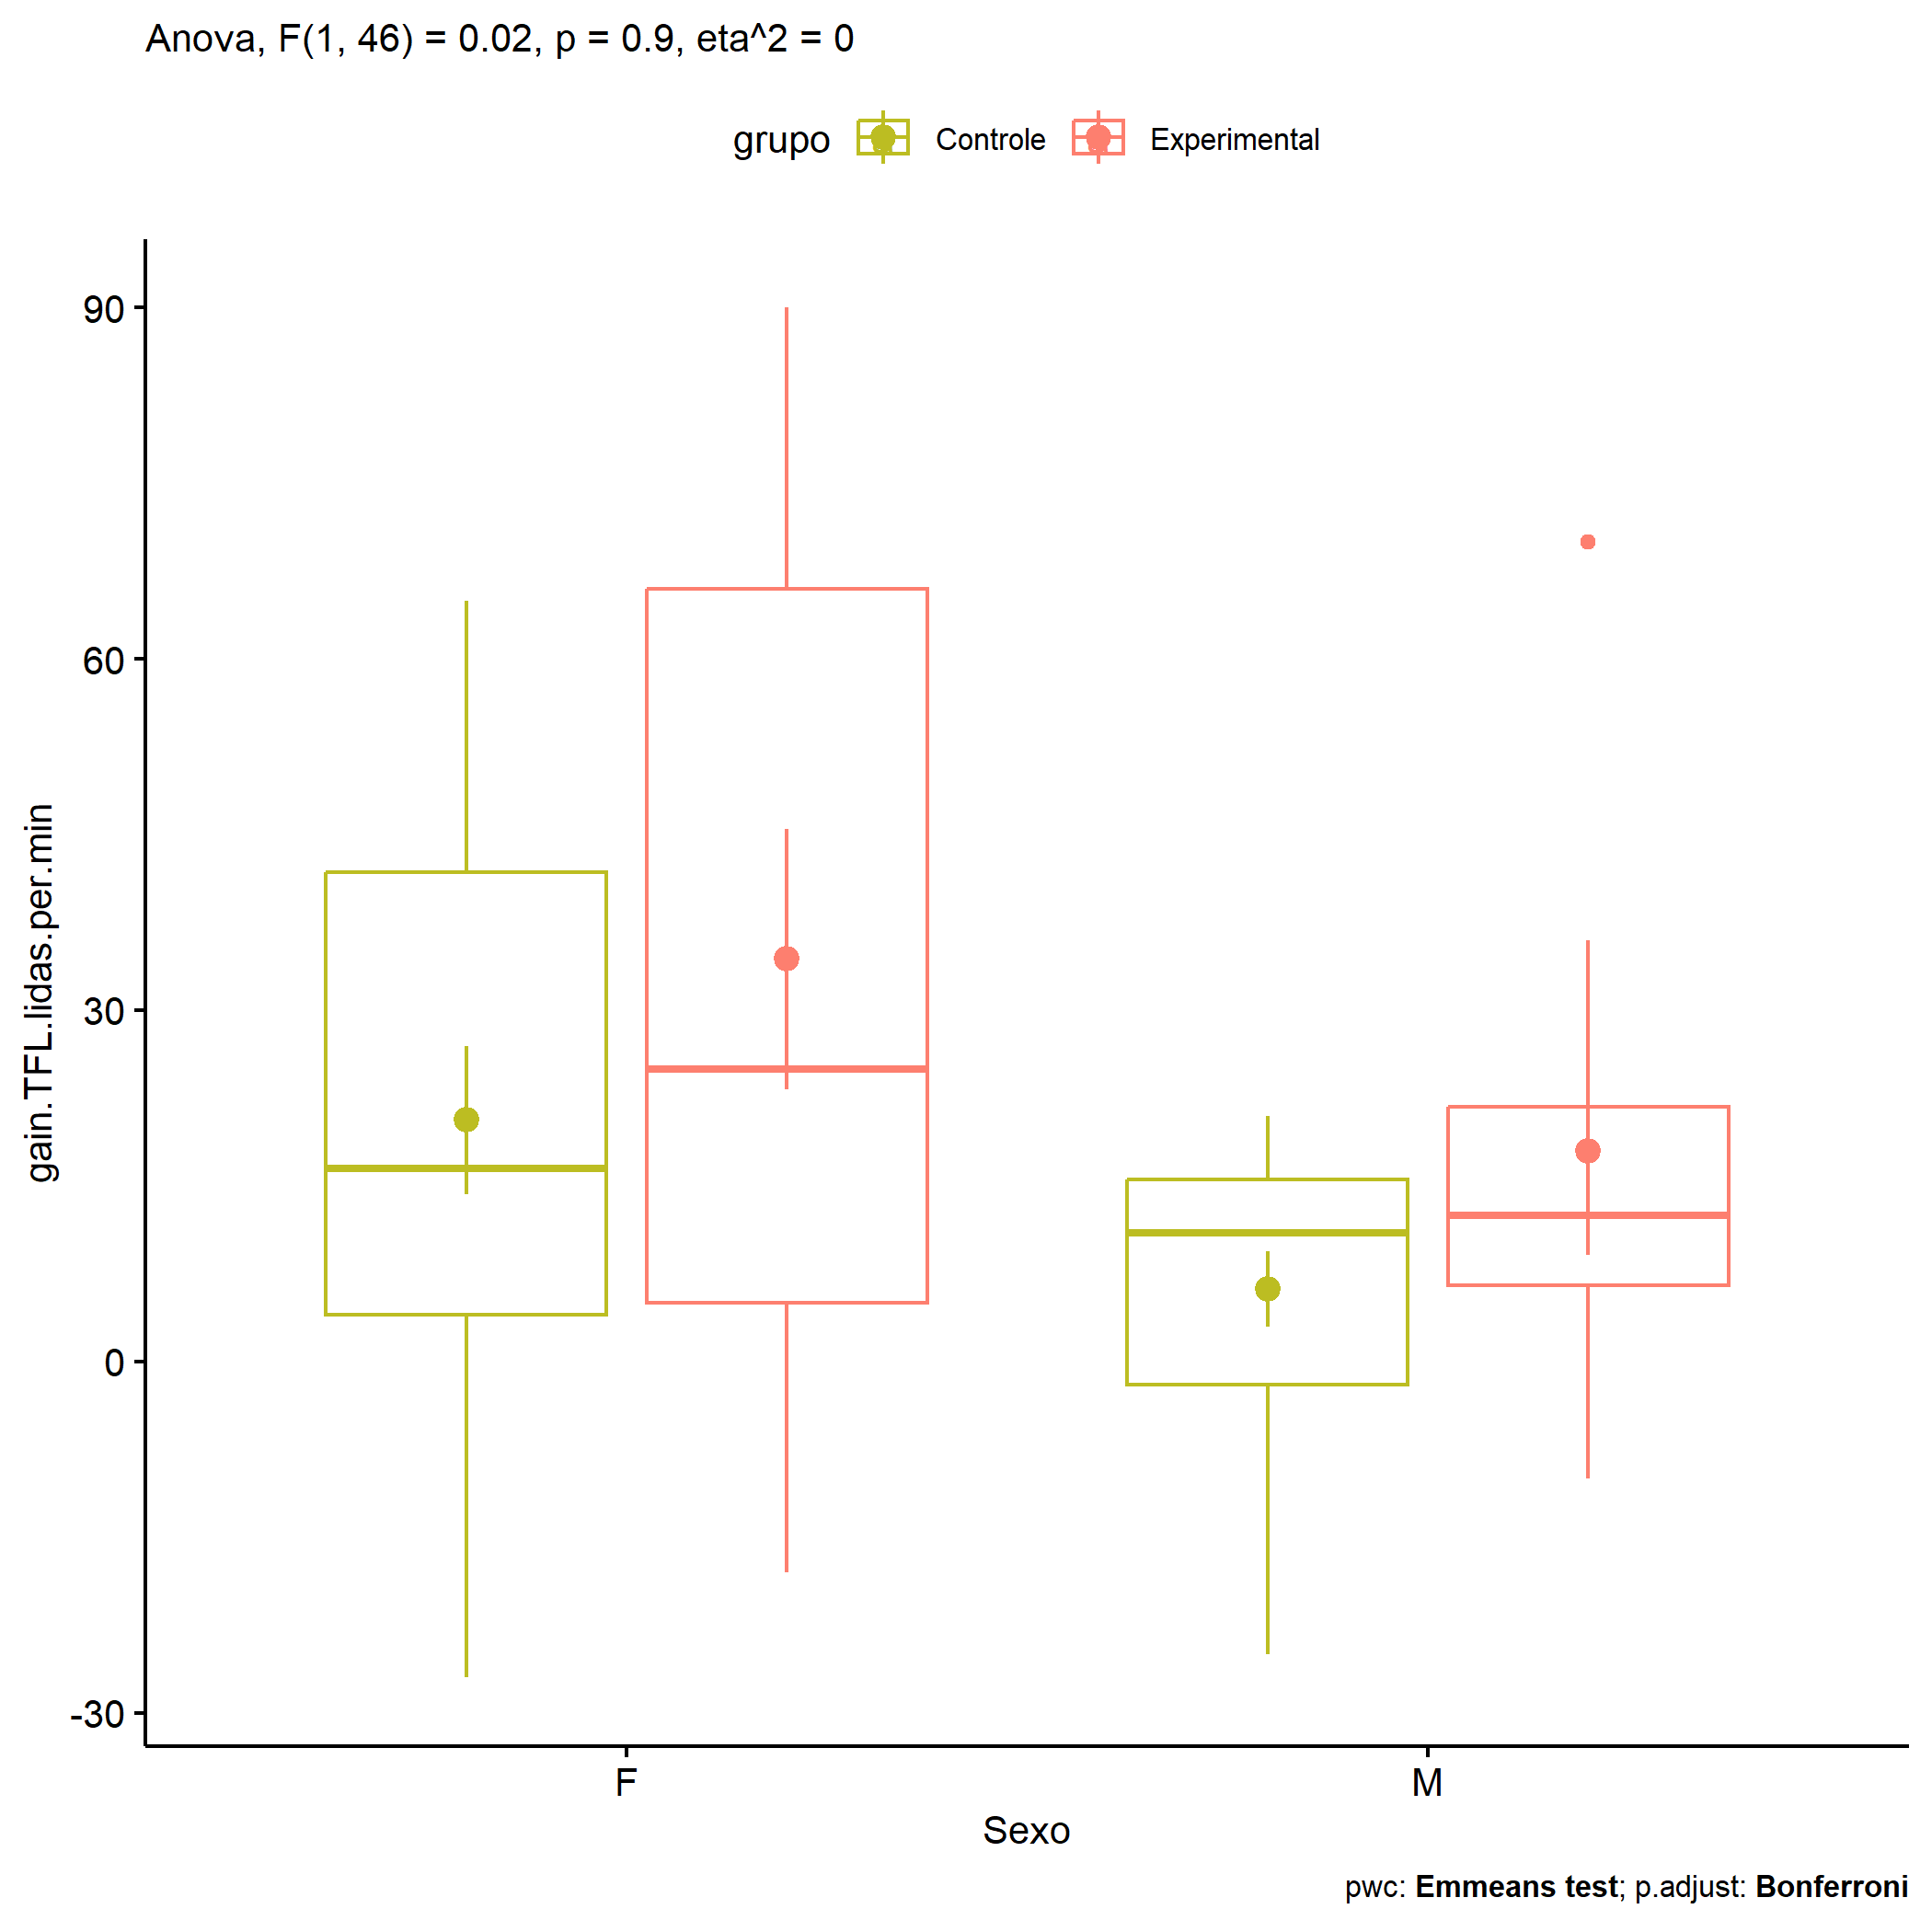 Anova, F(1, 46) = 0.02, p = 0.9, eta^2 = 0
grupo Controle Experimental
90
60
30
0
-30
gain.TFL.lidas.per.min
F M
Sexo
pwc: Emmeans test; p.adjust: Bonferroni